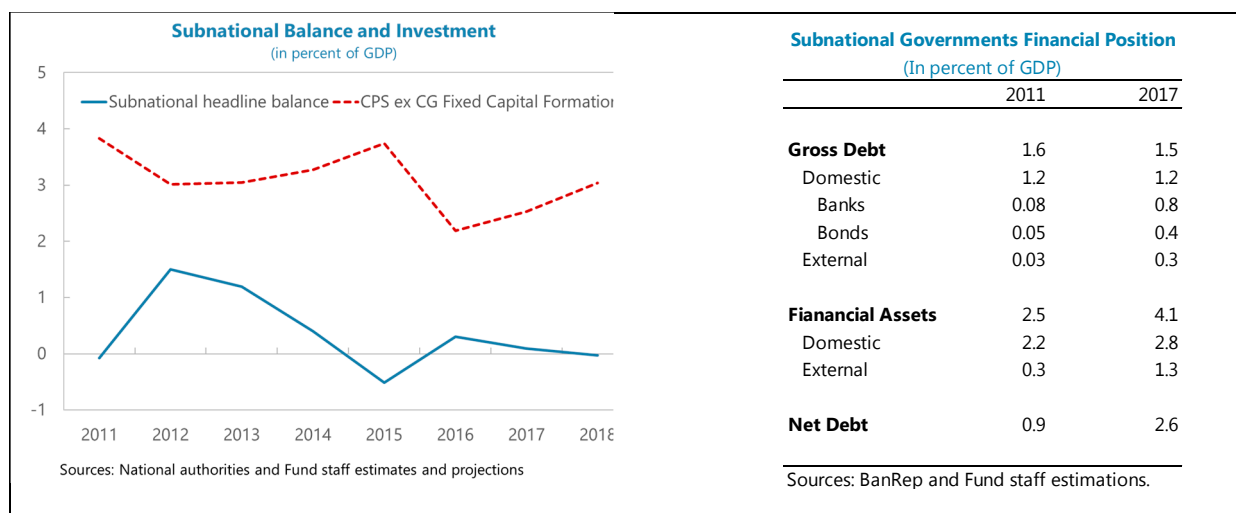 Subnational Balance and Investment
(in percent of GDP)
5
4
3
2
1
0
-1
Subnational headline balance
CPS ex CG Fixed Capital Formation
2011 2012 2013 2014 2015 2016 2017 2018
Sources: National authorities and Fund staff estimates and projections
Subnational Governments Financial Position
(In percent of GDP)
2011 2017
Gross Debt 1.6 1.5
Domestic 1.2 1.2
Banks 0.08 0.8
Bonds 0.05 0.4
External 0.03 0.3
Fianancial Assets 2.5 4.1
Domestic 2.2 2.8
External 0.3 1.3
Net Debt 0.9 2.6
Sources: BanRep and Fund staff estimations.